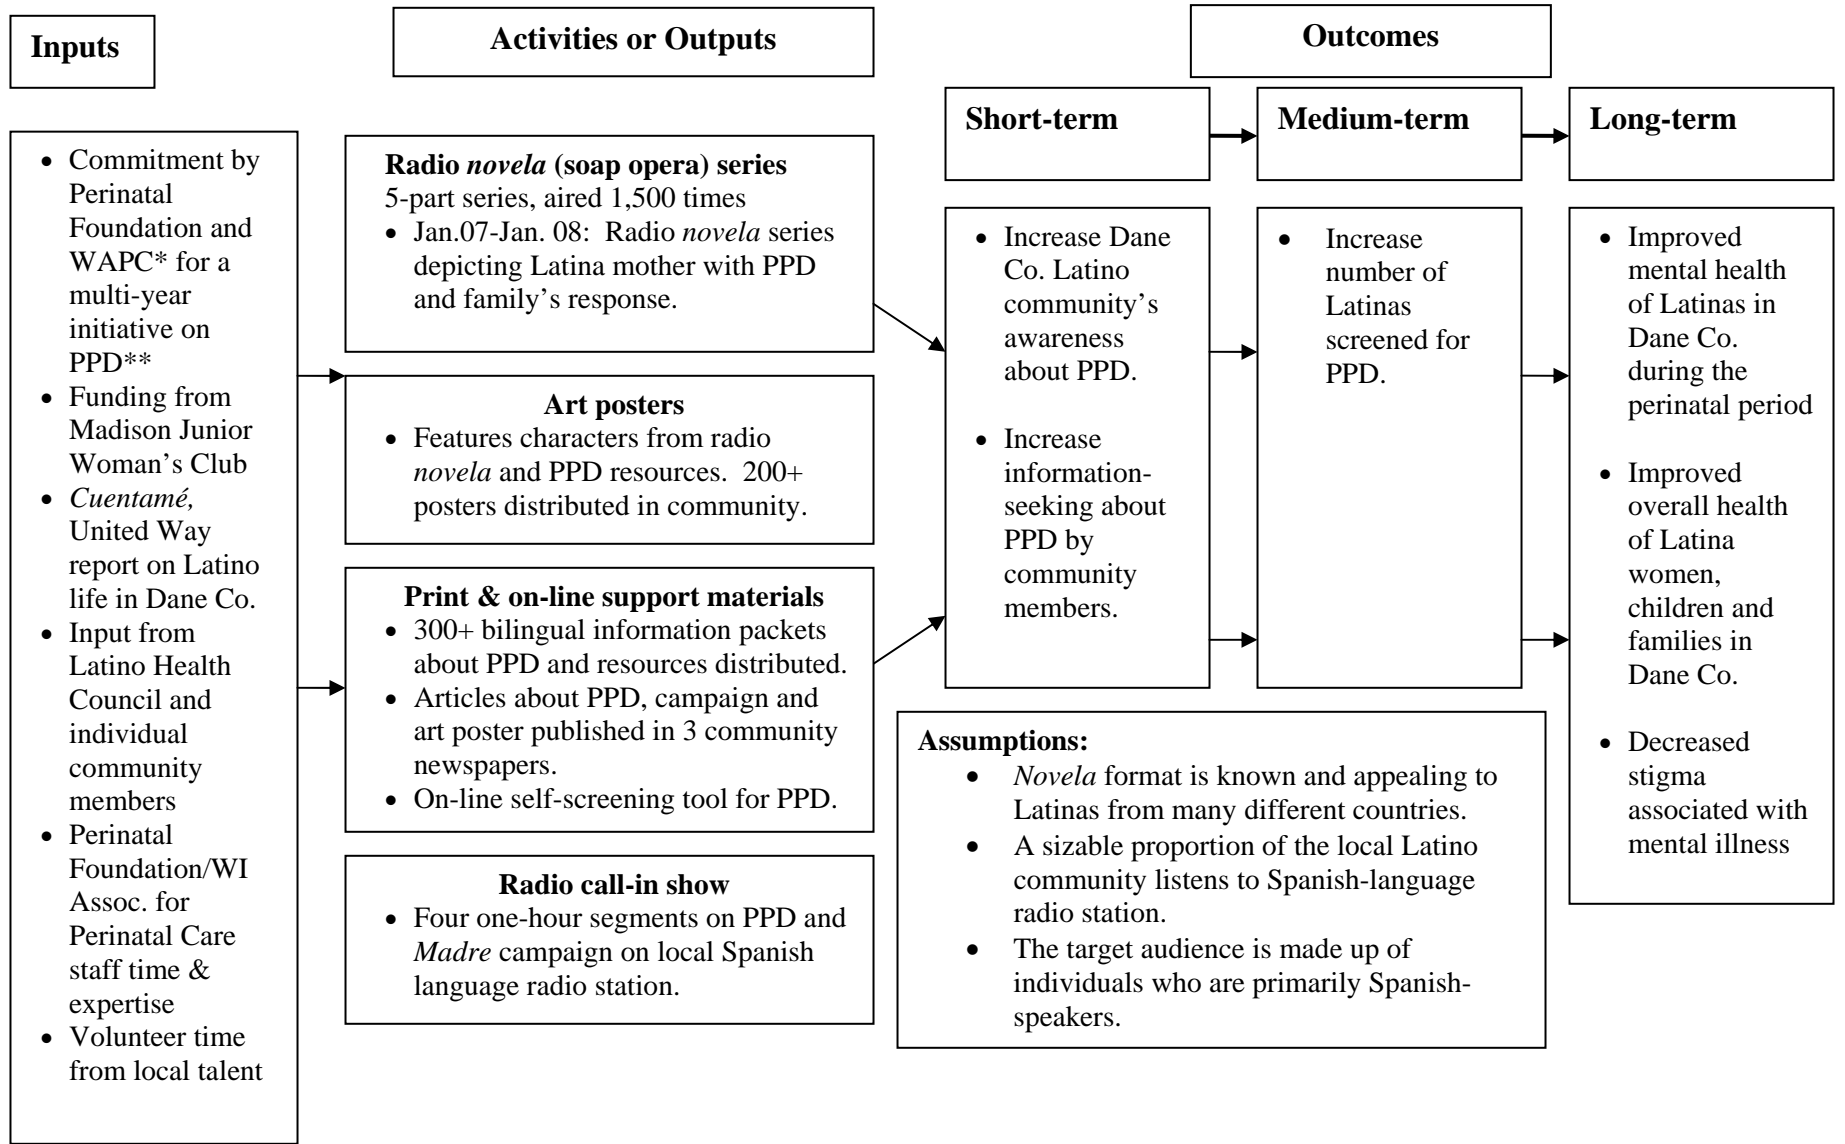 Inputs
Activities or Outputs
Outcomes
Short-term
Medium-term
Long-term
• Commitment by
Perinatal
Foundation and
WAPC* for a
multi-year
initiative on
PPD**
• Funding from
Madison Junior
Woman’s Club
• Cuentamé,
United Way
report on Latino
life in Dane Co.
• Input from
Latino Health
Council and
individual
community
members
• Perinatal
Foundation/WI
Assoc. for
Perinatal Care
staff time &
expertise
• Volunteer time
from local talent
Radio novela (soap opera) series
5-part series, aired 1,500 times
• Jan.07-Jan. 08: Radio novela series
depicting Latina mother with PPD
and family’s response.
Art posters
• Features characters from radio
novela and PPD resources. 200+
posters distributed in community.
Print & on-line support materials
• 300+ bilingual information packets
about PPD and resources distributed.
• Articles about PPD, campaign and
art poster published in 3 community
newspapers.
• On-line self-screening tool for PPD.
Radio call-in show
• Four one-hour segments on PPD and
Madre campaign on local Spanish
language radio station.
• Increase Dane
Co. Latino
community’s
awareness
about PPD.
• Increase
information-
seeking about
PPD by
community
members.
• Increase
number of
Latinas
screened for
PPD.
• Improved
mental health
of Latinas in
Dane Co.
during the
perinatal period
• Improved
overall health
of Latina
women,
children and
families in
Dane Co.
• Decreased
stigma
associated with
mental illness
Assumptions:
• Novela format is known and appealing to
Latinas from many different countries.
• A sizable proportion of the local Latino
community listens to Spanish-language
radio station.
• The target audience is made up of
individuals who are primarily Spanish-
speakers.